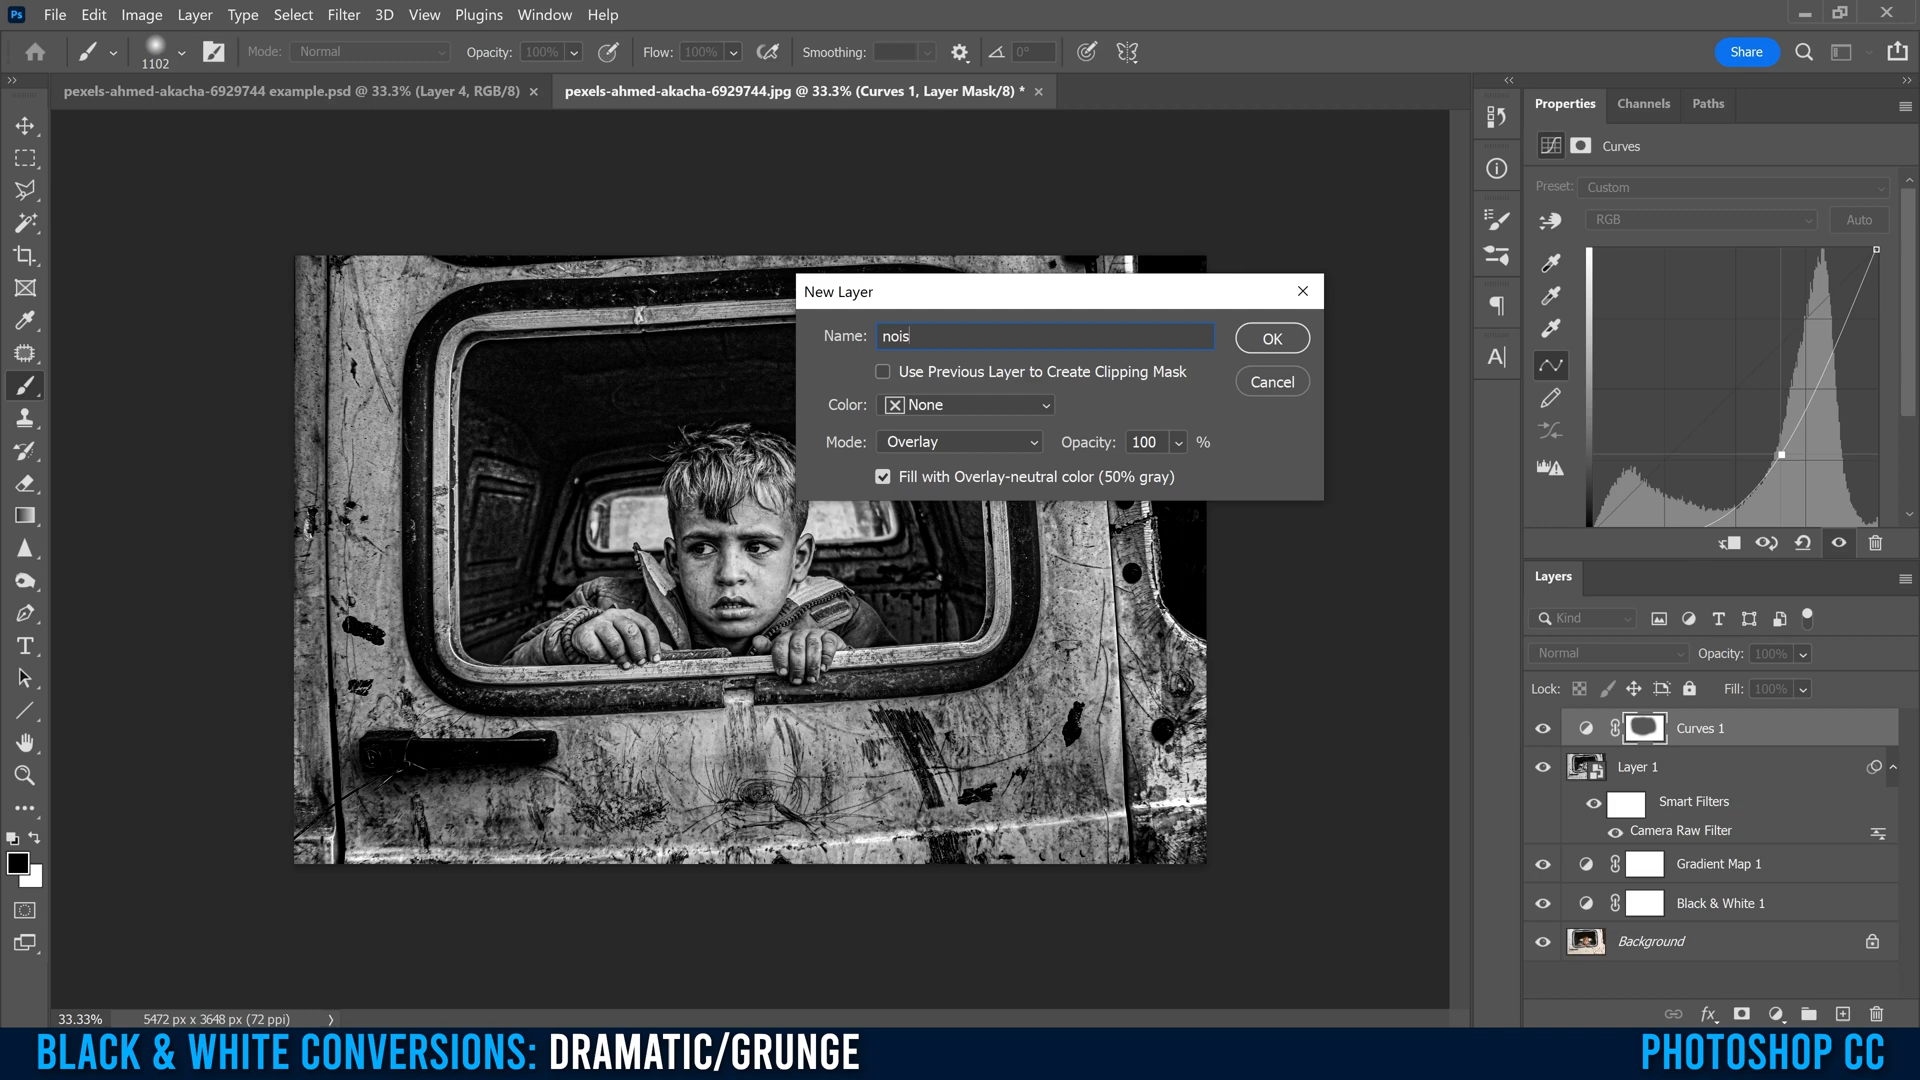 Ps File Edit Image Layer Type Select Filter 3D View Plugins Window Help
1102 Mode: Normal Opacity: 100% Flow: 100% Smoothing: 0° Share
pexels-ahmed-akacha-6929744 example.psd @ 33.3% (Layer 4, RGB/8) × pexels-ahmed-akacha-6929744.jpg @ 33.3% (Curves 1, Layer Mask/8) * ×
Properties Channels Paths
Curves
Preset: Custom
RGB Auto
New Layer
Name: nois OK
Use Previous Layer to Create Clipping Mask
Cancel
Color: None
Mode: Overlay Opacity: 100 %
Fill with Overlay-neutral color (50% gray)
Layers
Kind
Normal Opacity: 100%
Lock: Fill: 100%
Curves 1
Layer 1
Smart Filters
Camera Raw Filter
Gradient Map 1
Black & White 1
Background
33.33% 5472 px x 3648 px (72 ppi)
BLACK & WHITE CONVERSIONS: DRAMATIC/GRUNGE PHOTOSHOP CC